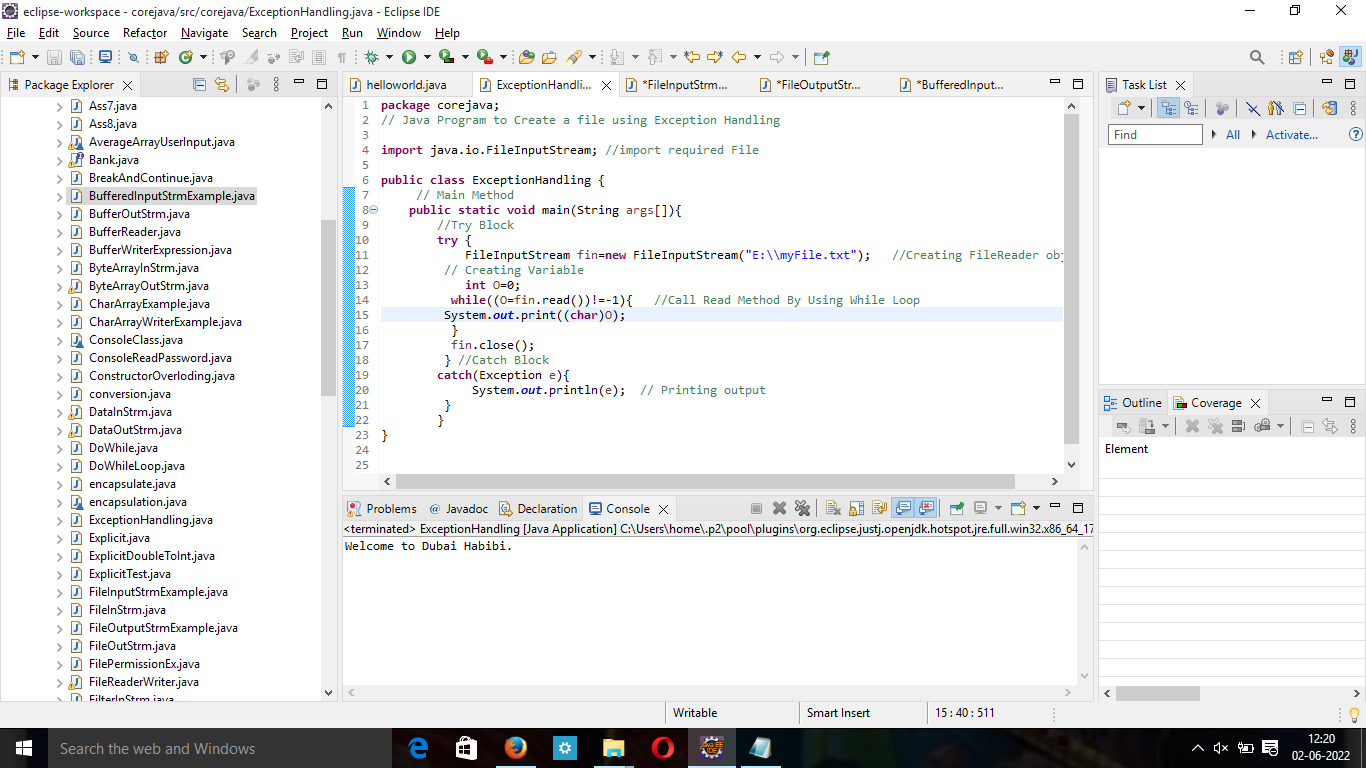 eclipse-workspace - corejava/src/corejava/ExceptionHandling.java - Eclipse IDE
File Edit Source Refactor Navigate Search Project Run Window Help
Package Explorer
Ass7.java
Ass8.java
AverageArrayUserInput.java
Bank.java
BreakAndContinue.java
BufferedInputStrmExample.java
BufferOutStrm.java
BufferReader.java
BufferWriterExpression.java
ByteArrayInStrm.java
ByteArrayOutStrm.java
CharArrayExample.java
CharArrayWriterExample.java
ConsoleClass.java
ConsoleReadPassword.java
ConstructorOverloding.java
conversion.java
DataInStrm.java
DataOutStrm.java
DoWhile.java
DoWhileLoop.java
encapsulate.java
encapsulation.java
ExceptionHandling.java
Explicit.java
ExplicitDoubleToInt.java
ExplicitTest.java
FileInputStrmExample.java
FileInStrm.java
FileOutputStrmExample.java
FileOutStrm.java
FilePermissionEx.java
FileReaderWriter.java
FilterInStrm.java
helloworld.java ExceptionHandli... *FileInputStrm... *FileOutputStr... *BufferedInput...
1 package corejava;
2 // Java Program to Create a file using Exception Handling
3
4 import java.io.FileInputStream; //import required File
5
6 public class ExceptionHandling {
7 // Main Method
8 public static void main(String args[]){
9 //Try Block
10 try {
11 FileInputStream fin=new FileInputStream("E:\\myFile.txt"); //Creating FileReader obj
12 // Creating Variable
13 int O=0;
14 while((O=fin.read())!=-1){ //Call Read Method By Using While Loop
15 System.out.print((char)O);
16 }
17 fin.close();
18 } //Catch Block
19 catch(Exception e){
20 System.out.println(e); // Printing output
21 }
22 }
23 }
24
25
Problems @ Javadoc Declaration Console
<terminated> ExceptionHandling [Java Application] C:\Users\home\.p2\pool\plugins\org.eclipse.justj.openjdk.hotspot.jre.full.win32.x86_64_17
Welcome to Dubai Habibi.
Task List
Find All Activate...
Outline Coverage
Element
Writable Smart Insert 15 : 40 : 511
Search the web and Windows
12:20
02-06-2022